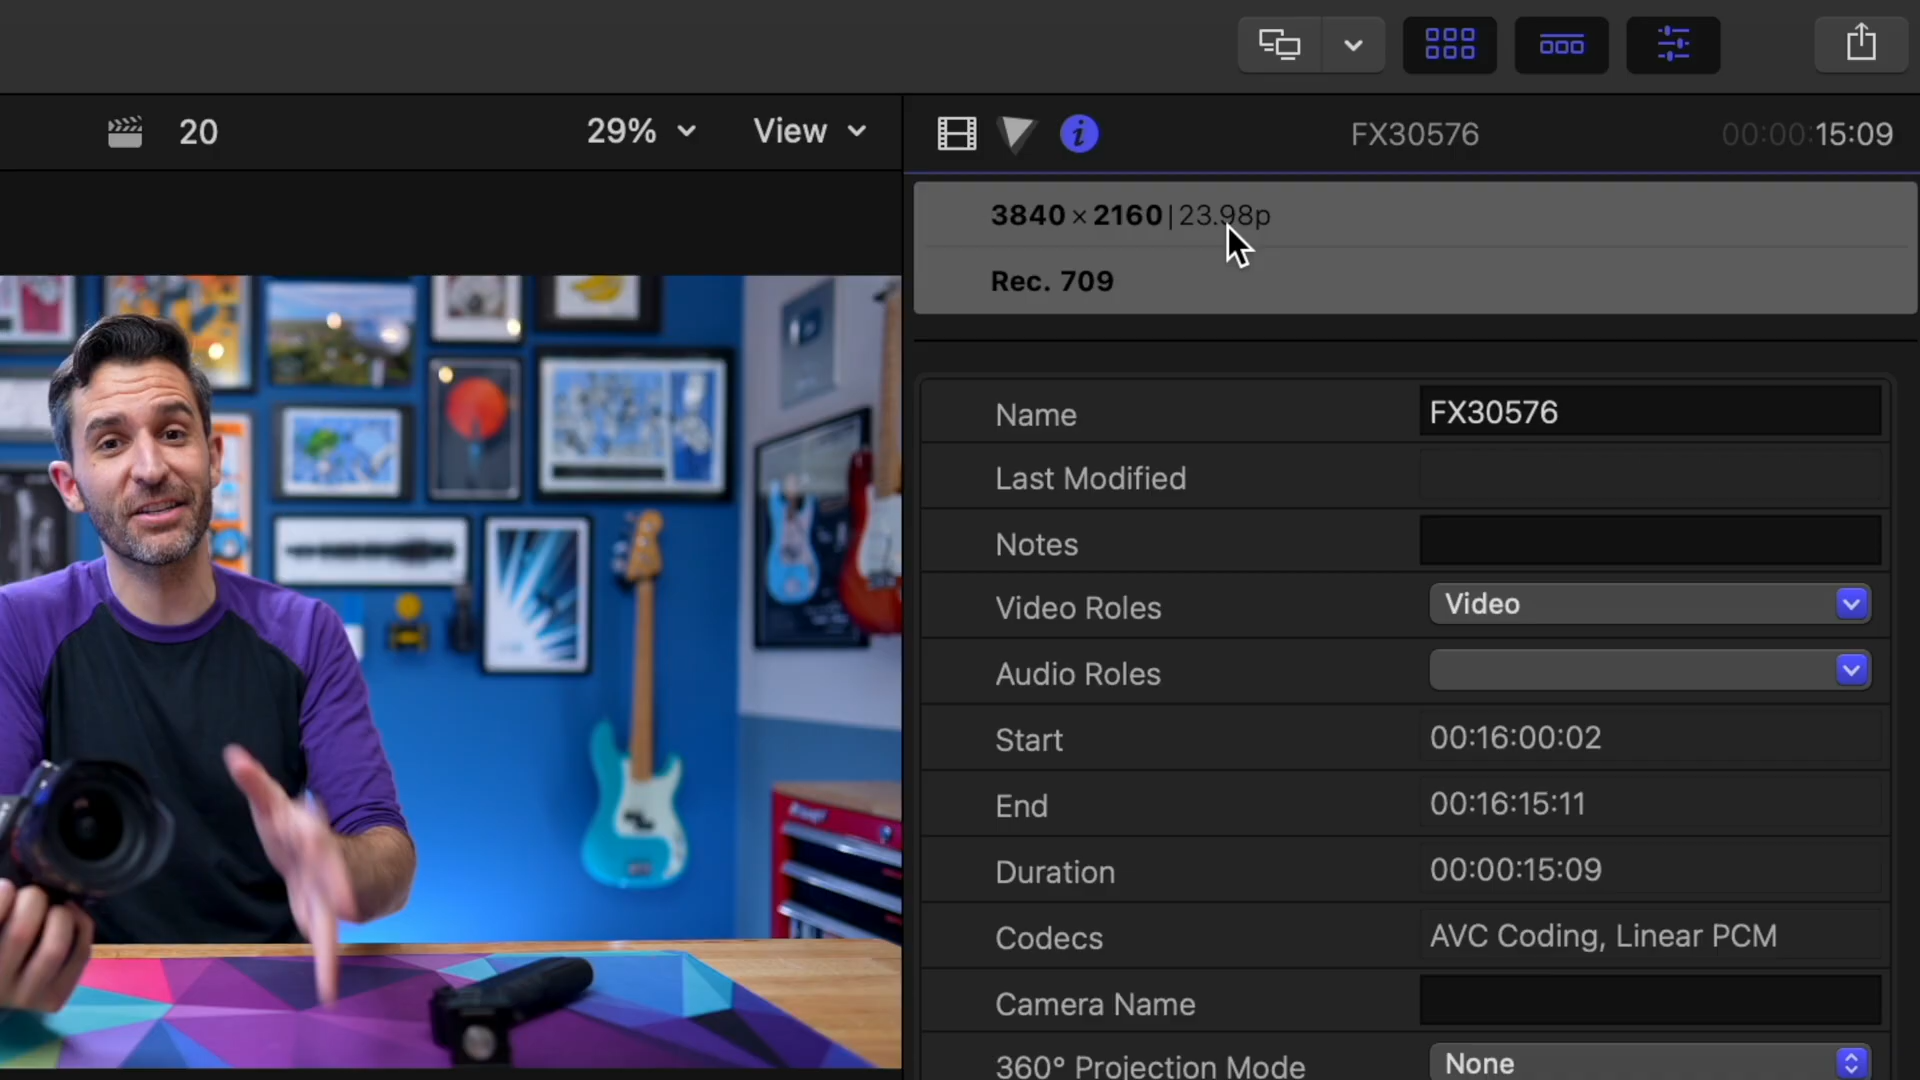 20
29%
View
FX30576
00:00:15:09
3840 × 2160 | 23.98p
Rec. 709
Name FX30576
Last Modified
Notes
Video Roles Video
Audio Roles
Start 00:16:00:02
End 00:16:15:11
Duration 00:00:15:09
Codecs AVC Coding, Linear PCM
Camera Name
360° Projection Mode None